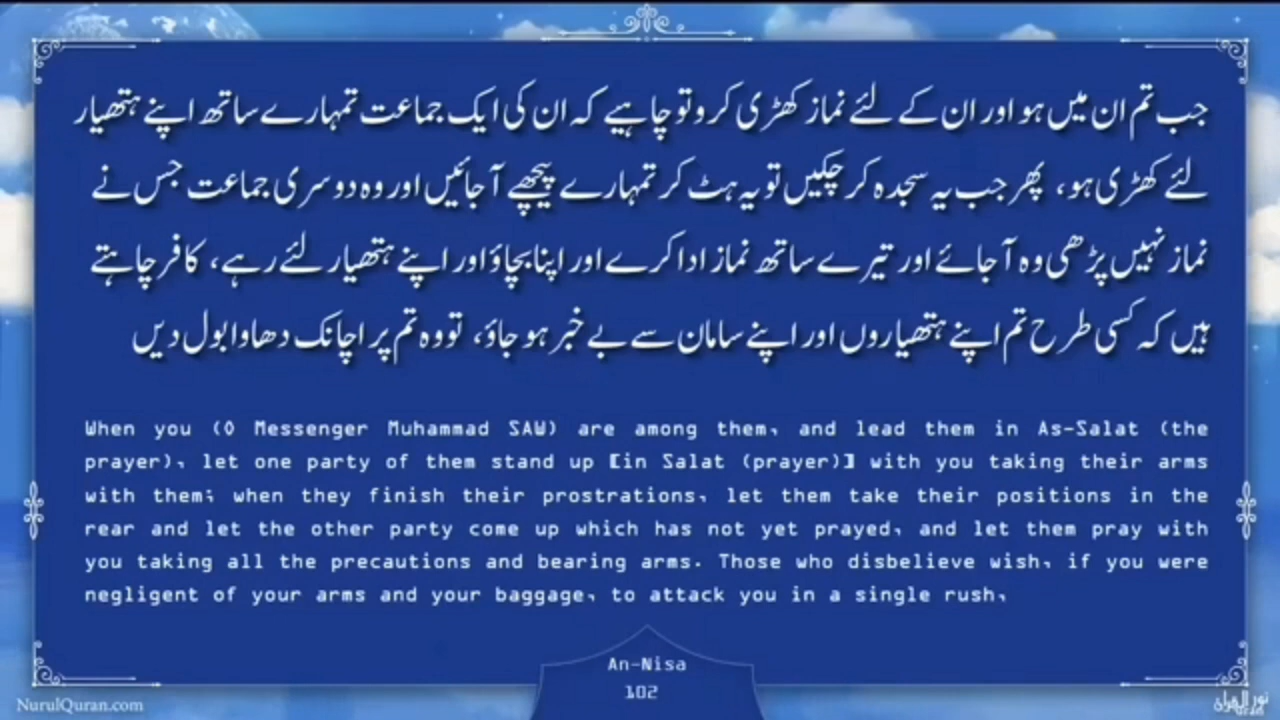 جب تم ان میں ہو اور ان کے لئے نماز کھڑی کرو تو چاہیے کہ ان کی ایک جماعت تمہارے ساتھ اپنے ہتھیار
لئے کھڑی ہو، پھر جب یہ سجدہ کر چکیں تو یہ ہٹ کر تمہارے پیچھے آ جائیں اور وہ دوسری جماعت جس نے
نماز نہیں پڑھی وہ آ جائے اور تیرے ساتھ نماز ادا کرے اور اپنا بچاؤ اور اپنے ہتھیار لئے رہے، کافر چاہتے
ہیں کہ کسی طرح تم اپنے ہتھیاروں اور اپنے سامان سے بے خبر ہو جاؤ، تو وہ تم پر اچانک دھاوا بول دیں
When you (O Messenger Muhammad SAW) are among them, and lead them in As-Salat (the
prayer), let one party of them stand up [in Salat (prayer)] with you taking their arms
with them; when they finish their prostrations, let them take their positions in the
rear and let the other party come up which has not yet prayed, and let them pray with
you taking all the precautions and bearing arms. Those who disbelieve wish, if you were
negligent of your arms and your baggage, to attack you in a single rush,
An-Nisa
102
NurulQuran.com